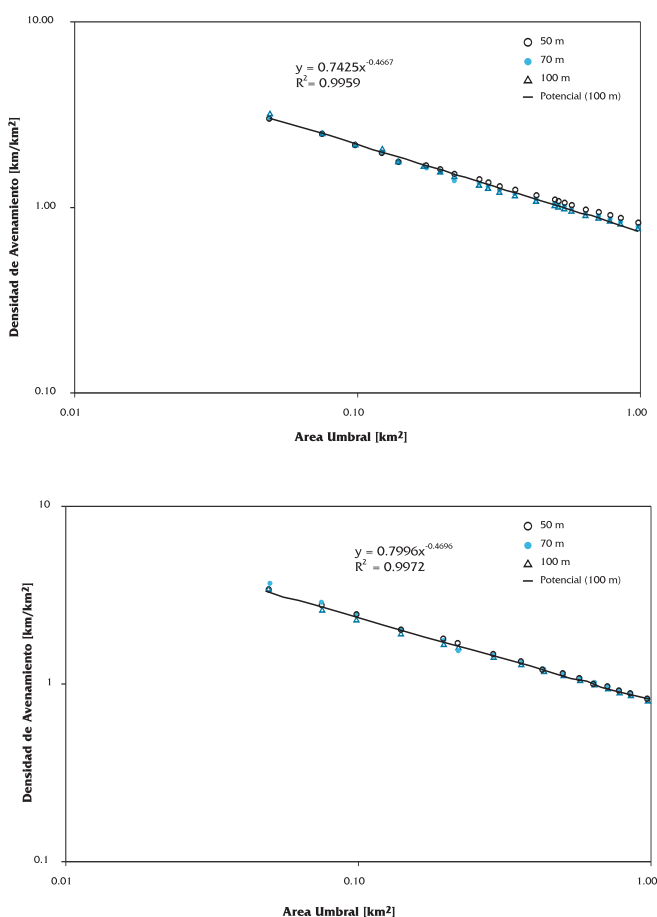 10.00
50 m
70 m
100 m
Potencial (100 m)
y = 0.7425x^-0.4667
R^2 = 0.9959
Densidad de Avenamiento [km/km²]
1.00
0.10
0.01
0.10
1.00
Area Umbral [km²]
10
50 m
70 m
100 m
Potencial (100 m)
y = 0.7996x^-0.4696
R^2 = 0.9972
Densidad de Avenamiento [km/km²]
1
0.1
0.01
0.10
1.00
Area Umbral [km²]